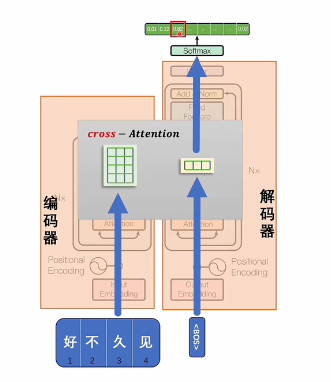 0.01 0.12 0.82 - - - - 0.02
Softmax
Add & Norm
Feed
Forward
cross-Attention
N×
N×
编码器
解码器
Attention
Attention
Positional
Encoding
Positional
Encoding
Input
Embedding
Output
Embedding
好 不 久 见
1 2 3 4
<BOS>